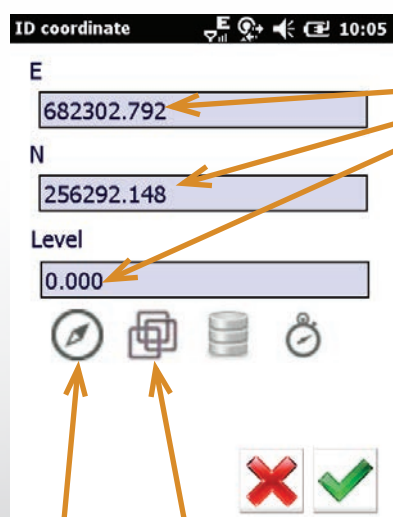 ID coordinate E 10:05
E
682302.792
N
256292.148
Level
0.000